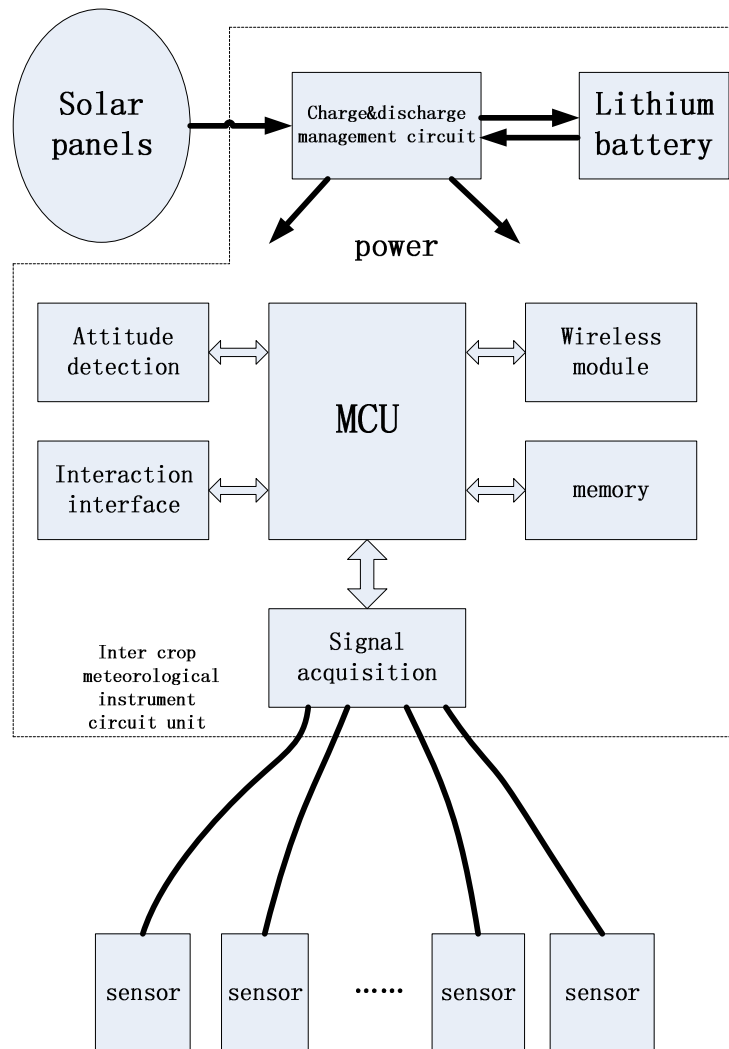 Solar
panels
Charge&discharge
management circuit
Lithium
battery
power
Attitude
detection
MCU
Wireless
module
Interaction
interface
memory
Signal
acquisition
Inter crop
meteorological
instrument
circuit unit
sensor
sensor
……
sensor
sensor